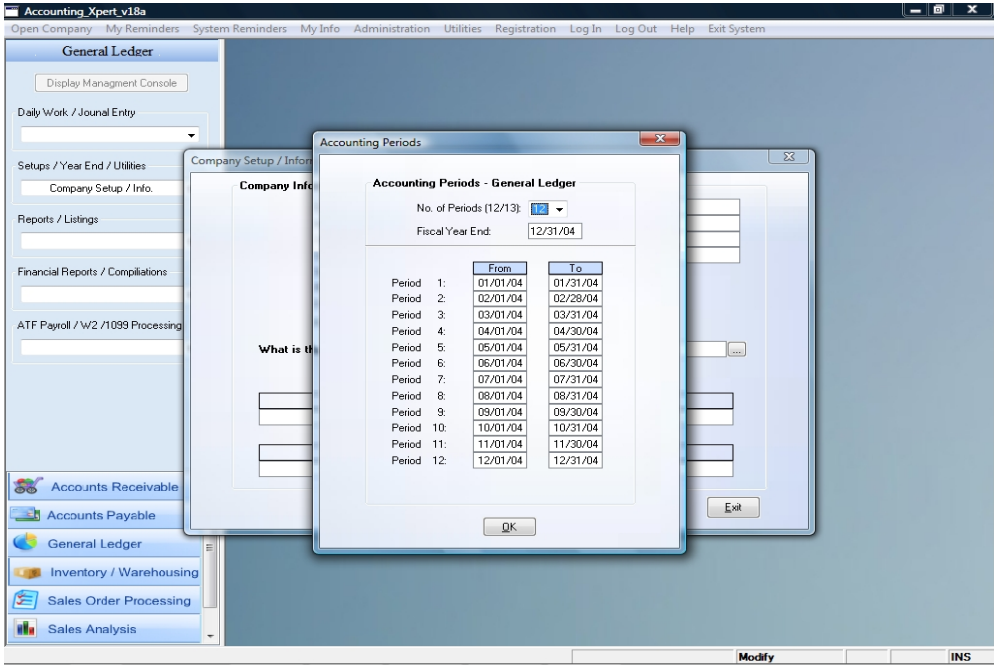 Accounting_Xpert_v18a
Open Company My Reminders System Reminders My Info Administration Utilities Registration Log In Log Out Help Exit System
General Ledger
Display Managment Console
Daily Work / Jounal Entry
Setups / Year End / Utilities
Company Setup / Info.
Reports / Listings
Financial Reports / Compiliations
ATF Payroll / W2 /1099 Processing
Accounts Receivable
Accounts Payable
General Ledger
Inventory / Warehousing
Sales Order Processing
Sales Analysis
Company Setup / Infor
Company Info
What is th
...
Exit
Accounting Periods
Accounting Periods - General Ledger
No. of Periods (12/13): 12
Fiscal Year End: 12/31/04
From To
Period 1: 01/01/04 01/31/04
Period 2: 02/01/04 02/28/04
Period 3: 03/01/04 03/31/04
Period 4: 04/01/04 04/30/04
Period 5: 05/01/04 05/31/04
Period 6: 06/01/04 06/30/04
Period 7: 07/01/04 07/31/04
Period 8: 08/01/04 08/31/04
Period 9: 09/01/04 09/30/04
Period 10: 10/01/04 10/31/04
Period 11: 11/01/04 11/30/04
Period 12: 12/01/04 12/31/04
OK
Modify INS